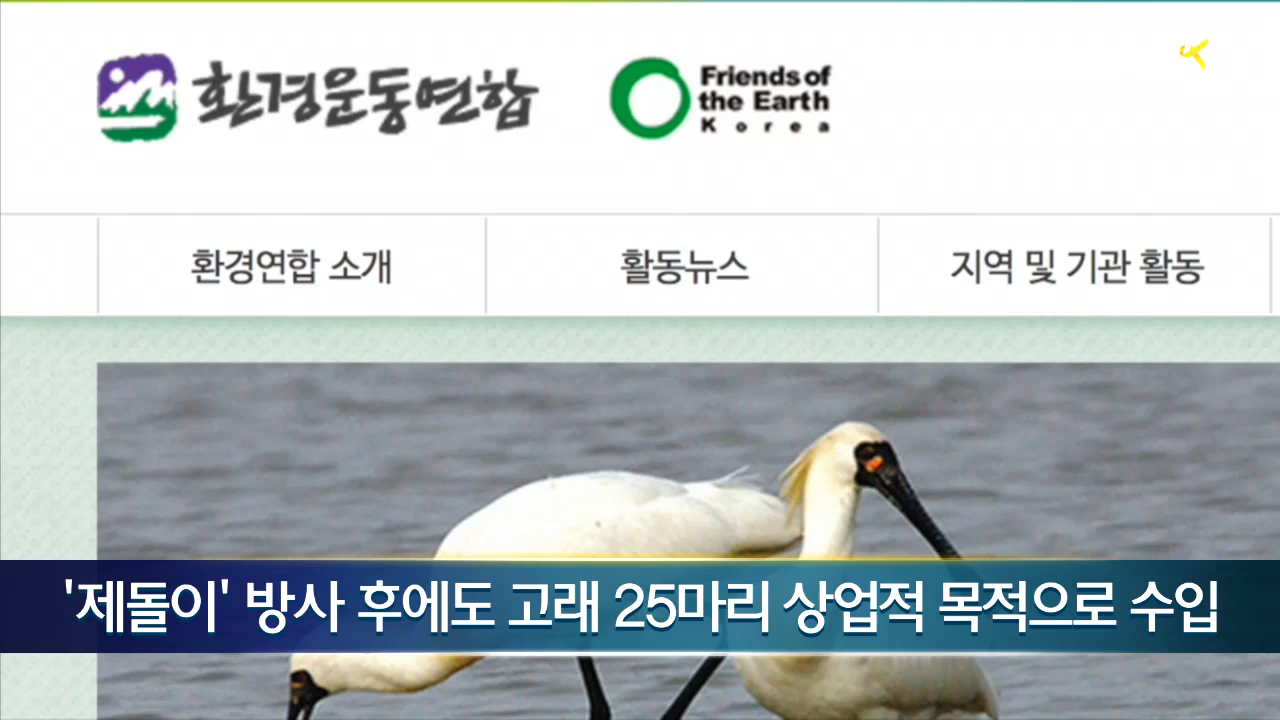 환경운동연합
Friends of
the Earth
Korea
환경연합 소개
활동뉴스
지역 및 기관 활동
'제돌이' 방사 후에도 고래 25마리 상업적 목적으로 수입